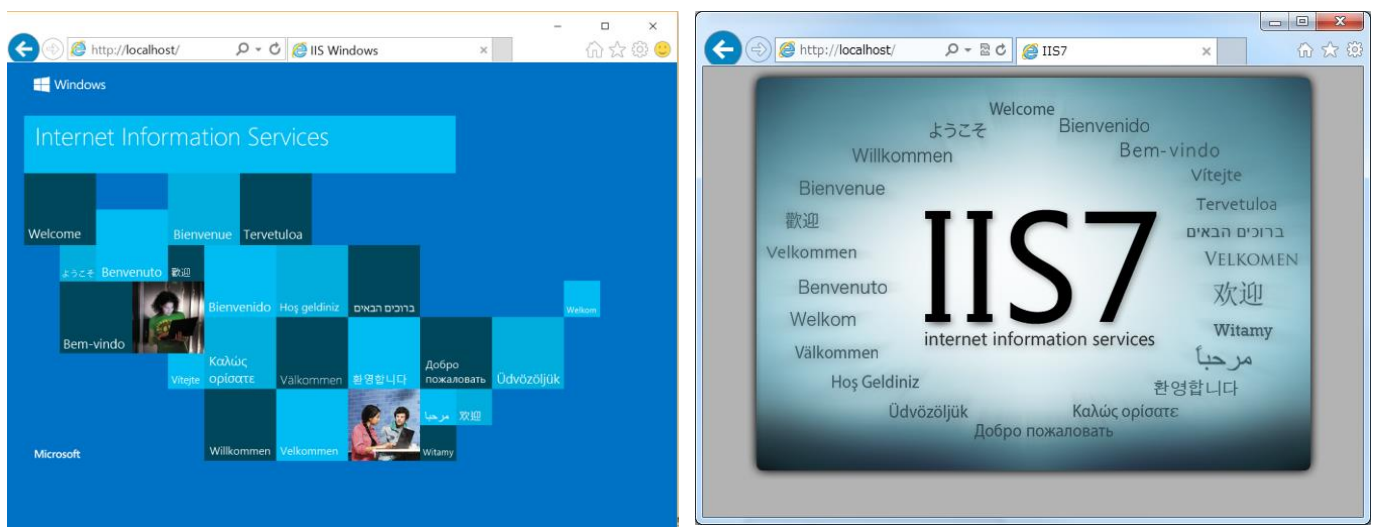 http://localhost/
IIS Windows
Windows
Internet Information Services
Welcome
Bienvenue
Tervetuloa
ようこそ
Benvenuto
歡迎
Bienvenido
Hoş geldiniz
ברוכים הבאים
Welkom
Bem-vindo
Vítejte
Καλώς
ορίσατε
Välkommen
환영합니다
Добро
пожаловать
Üdvözöljük
مرحبا
欢迎
Willkommen
Velkommen
Witamy
Microsoft
http://localhost/
IIS7
Welcome
ようこそ
Bienvenido
Willkommen
Bem-vindo
Vítejte
Bienvenue
Tervetuloa
歡迎
ברוכים הבאים
Velkommen
VELKOMEN
Benvenuto
欢迎
IIS7
internet information services
Welkom
Witamy
Välkommen
مرحباً
Hoş Geldiniz
환영합니다
Üdvözöljük
Καλώς ορίσατε
Добро пожаловать